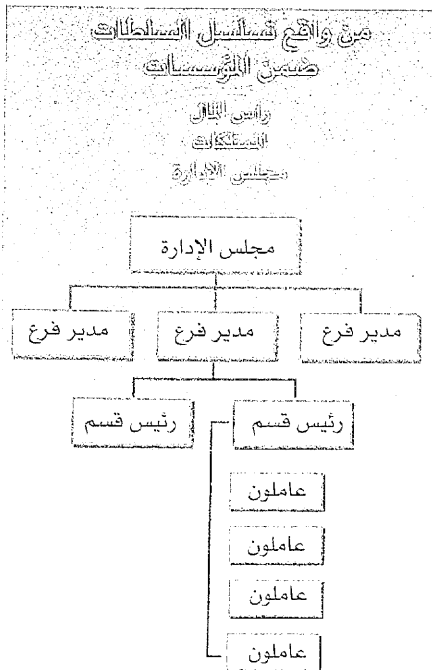 من واقع تسلسل السلطات
ضمن المؤسسات
رأس المال
الممتلكات
مجلس الإدارة
مجلس الإدارة
مدير فرع
مدير فرع
مدير فرع
رئيس قسم
رئيس قسم
عاملون
عاملون
عاملون
عاملون